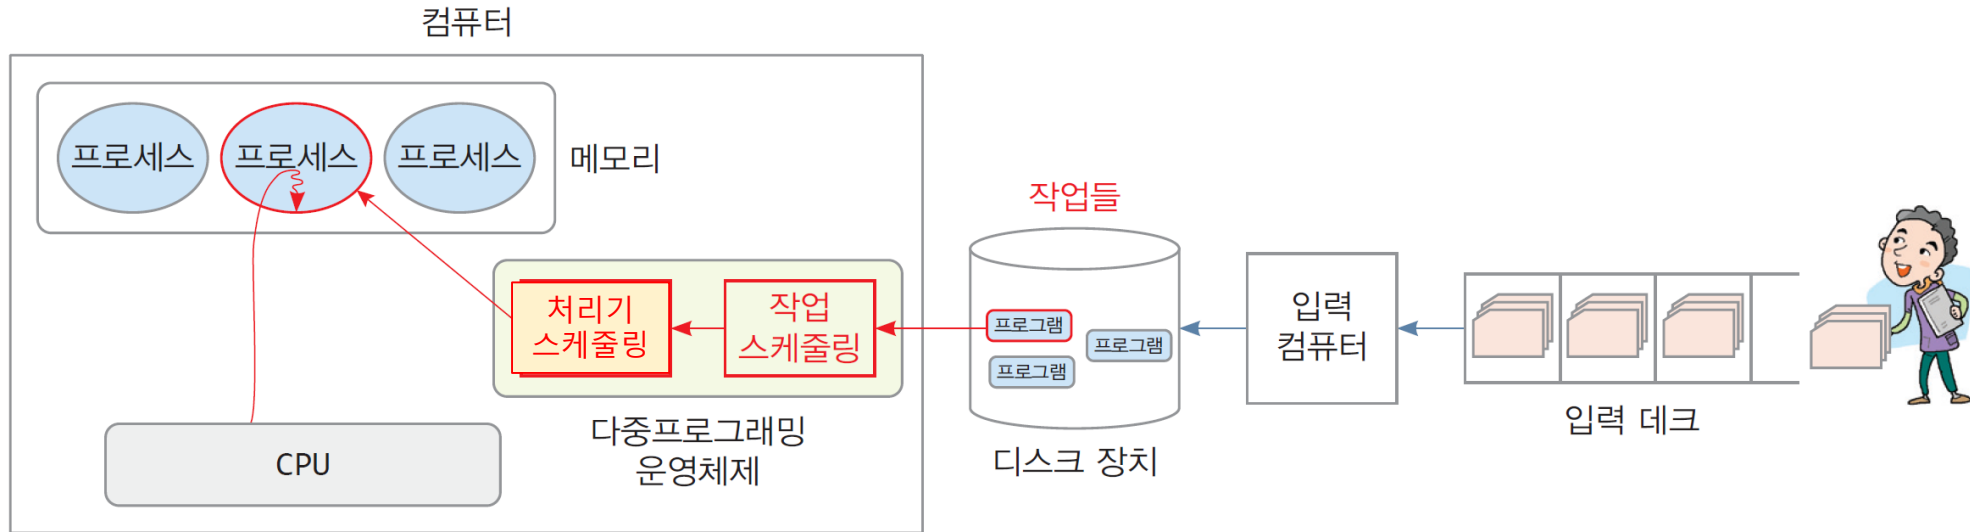 컴퓨터
프로세스
프로세스
프로세스
메모리
처리기
스케줄링
작업
스케줄링
다중프로그래밍
운영체제
CPU
작업들
프로그램
프로그램
프로그램
디스크 장치
입력
컴퓨터
입력 데크